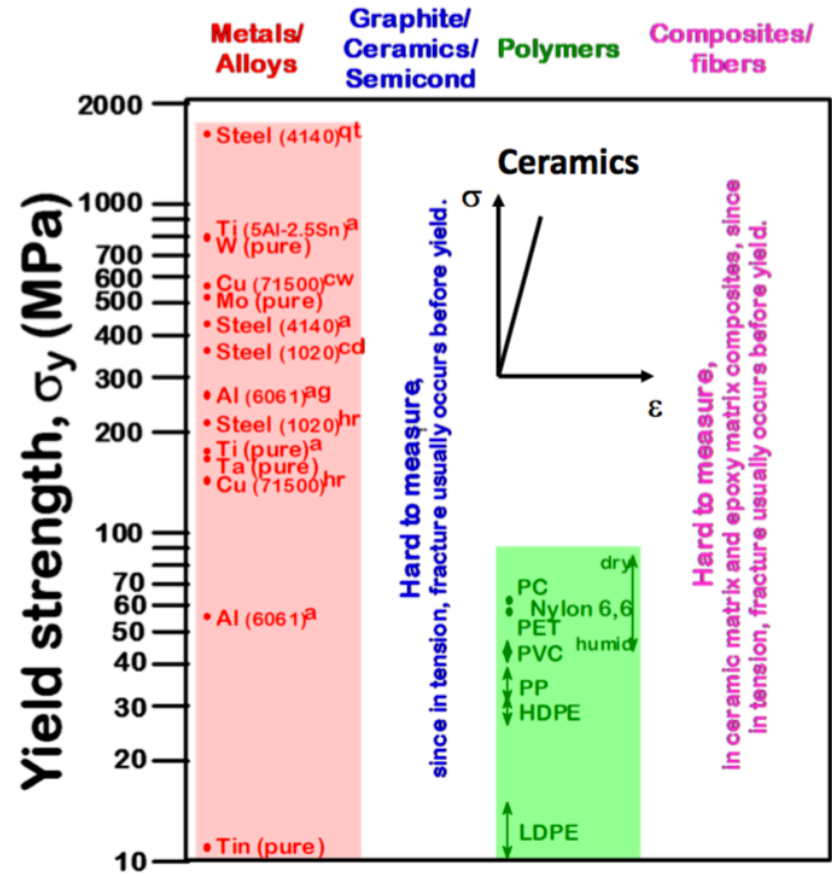 Metals/
Alloys
Graphite/
Ceramics/
Semicond
Polymers
Composites/
fibers
Yield strength, σy (MPa)
2000
1000
700
600
500
400
300
200
100
70
60
50
40
30
20
10
Steel (4140)qt
Ti (5Al-2.5Sn)a
W (pure)
Cu (71500)cw
Mo (pure)
Steel (4140)a
Steel (1020)cd
Al (6061)ag
Steel (1020)hr
Ti (pure)a
Ta (pure)
Cu (71500)hr
Al (6061)a
Tin (pure)
Hard to measure,
since in tension, fracture usually occurs before yield.
Ceramics
σ
ε
dry
PC
Nylon 6,6
PET
humid
PVC
PP
HDPE
LDPE
Hard to measure,
in ceramic matrix and epoxy matrix composites, since
in tension, fracture usually occurs before yield.